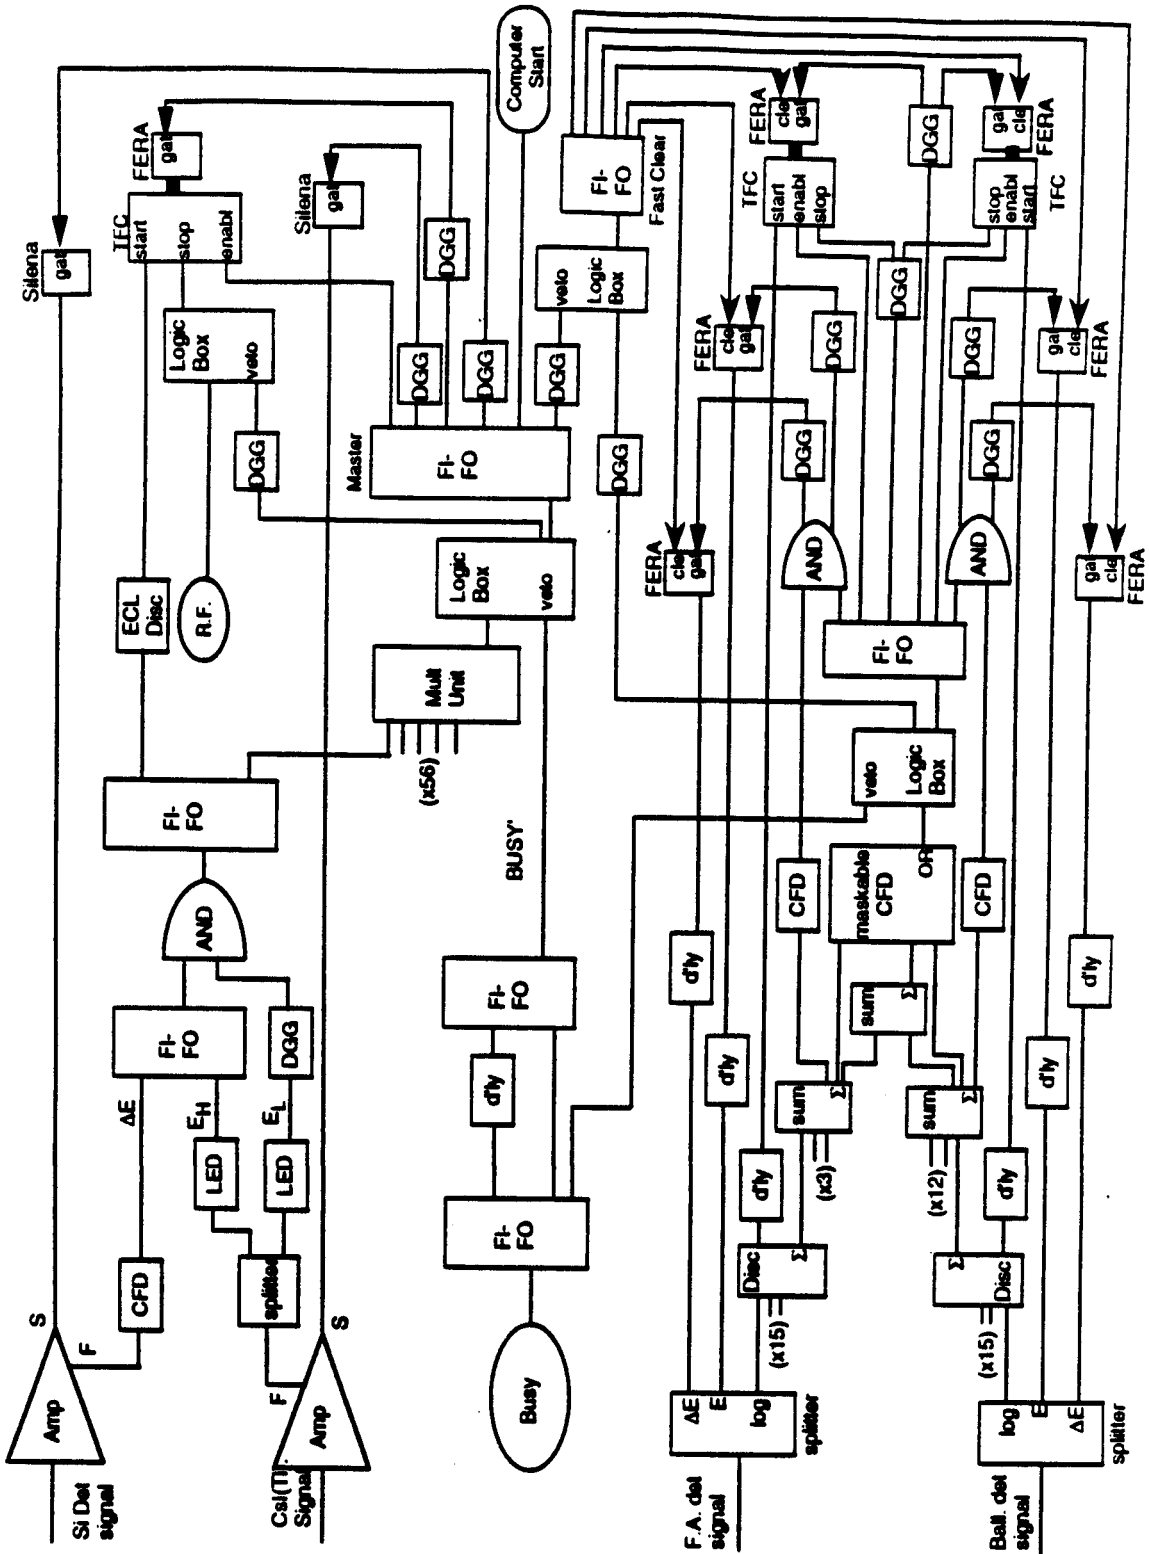 Si Det
signal
Amp
S
F
CFD
ΔE
CsI(Tl).
Signal
Amp
S
F
splitter
LED
LED
EH
EL
DGG
FI-
FO
AND
FI-
FO
ECL
Disc
R.F.
Logic
Box
veto
DGG
TFC
start
stop
enabl
FERA
gat
Silena
gat
Silena
gat
Mult
Unit
(x56)
Logic
Box
veto
Master
FI-
FO
DGG
DGG
DGG
DGG
Computer
Start
Busy
FI-
FO
d'ly
FI-
FO
BUSY'
DGG
veto
Logic
Box
FI-
FO
Fast Clear
F.A. det
signal
ΔE
E
log
splitter
Disc
Σ
(x15)
d'ly
d'ly
d'ly
sum
Σ
(x3)
sum
Σ
CFD
maskable
CFD
OR
CFD
veto
Logic
Box
FI-
FO
AND
AND
DGG
DGG
DGG
DGG
DGG
DGG
FERA
cle
gat
FERA
cle
gat
FERA
cle
gat
TFC
start
enabl
stop
Ball. det
signal
log
E
ΔE
splitter
Σ
Disc
(x15)
d'ly
d'ly
d'ly
sum
Σ
(x12)
stop
enabl
start
TFC
gat
cle
FERA
gat
cle
FERA
gat
cle
FERA